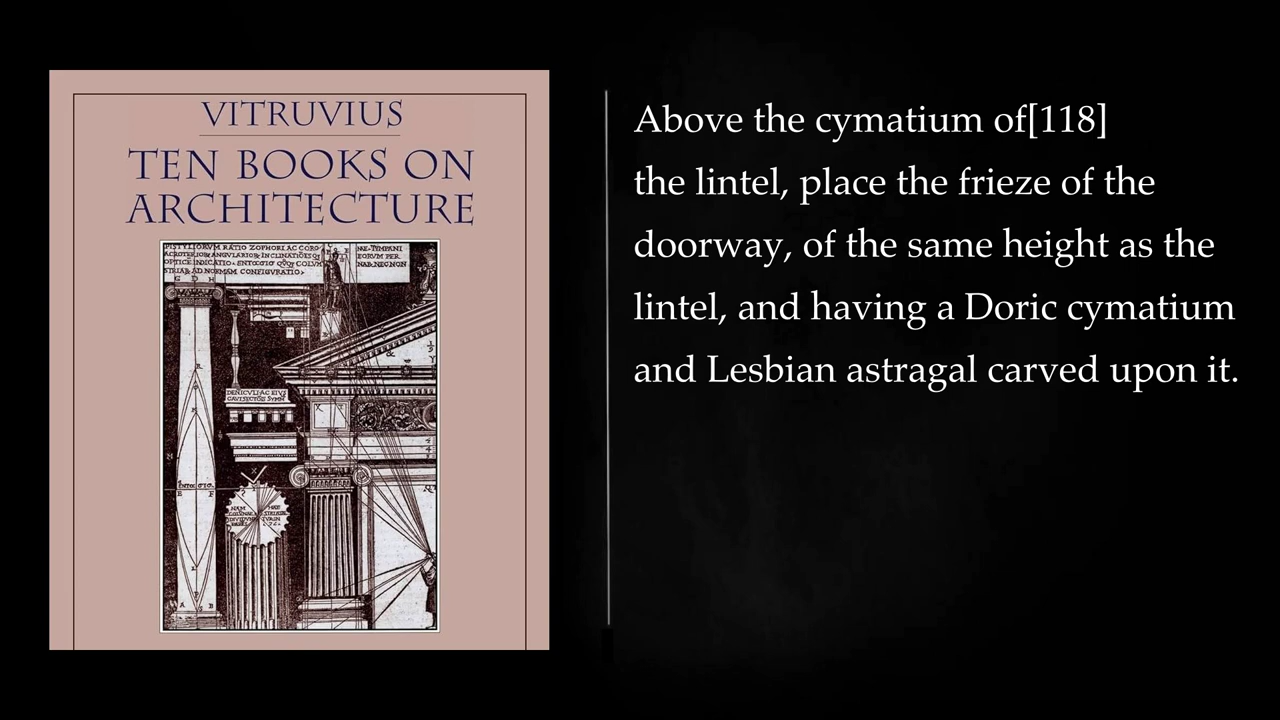 VITRUVIUS
TEN BOOKS ON
ARCHITECTURE
Above the cymatium of[118]
the lintel, place the frieze of the
doorway, of the same height as the
lintel, and having a Doric cymatium
and Lesbian astragal carved upon it.